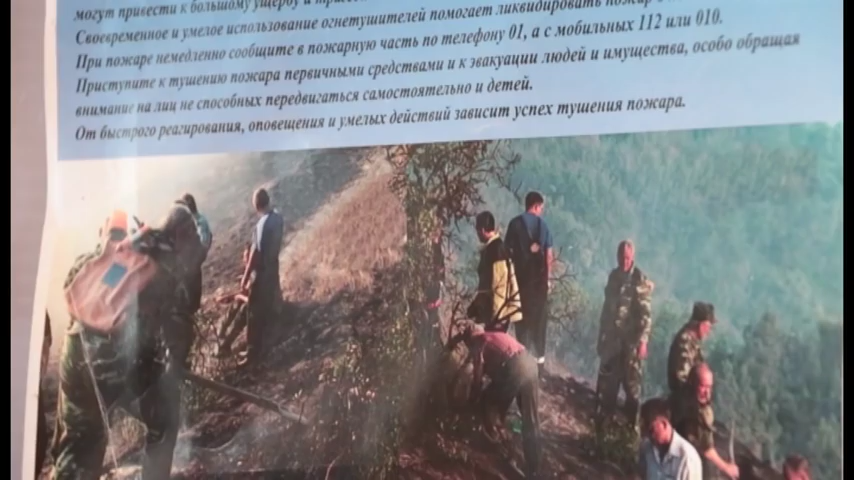 могут привести к большому ущербу и
Своевременное и умелое использование огнетушителей помогает ликвидировать пожар
При пожаре немедленно сообщите в пожарную часть по телефону 01, а с мобильных 112 или 010.
Приступите к тушению пожара первичными средствами и к эвакуации людей и имущества, особо обращая
внимание на лиц не способных передвигаться самостоятельно и детей.
От быстрого реагирования, оповещения и умелых действий зависит успех тушения пожара.